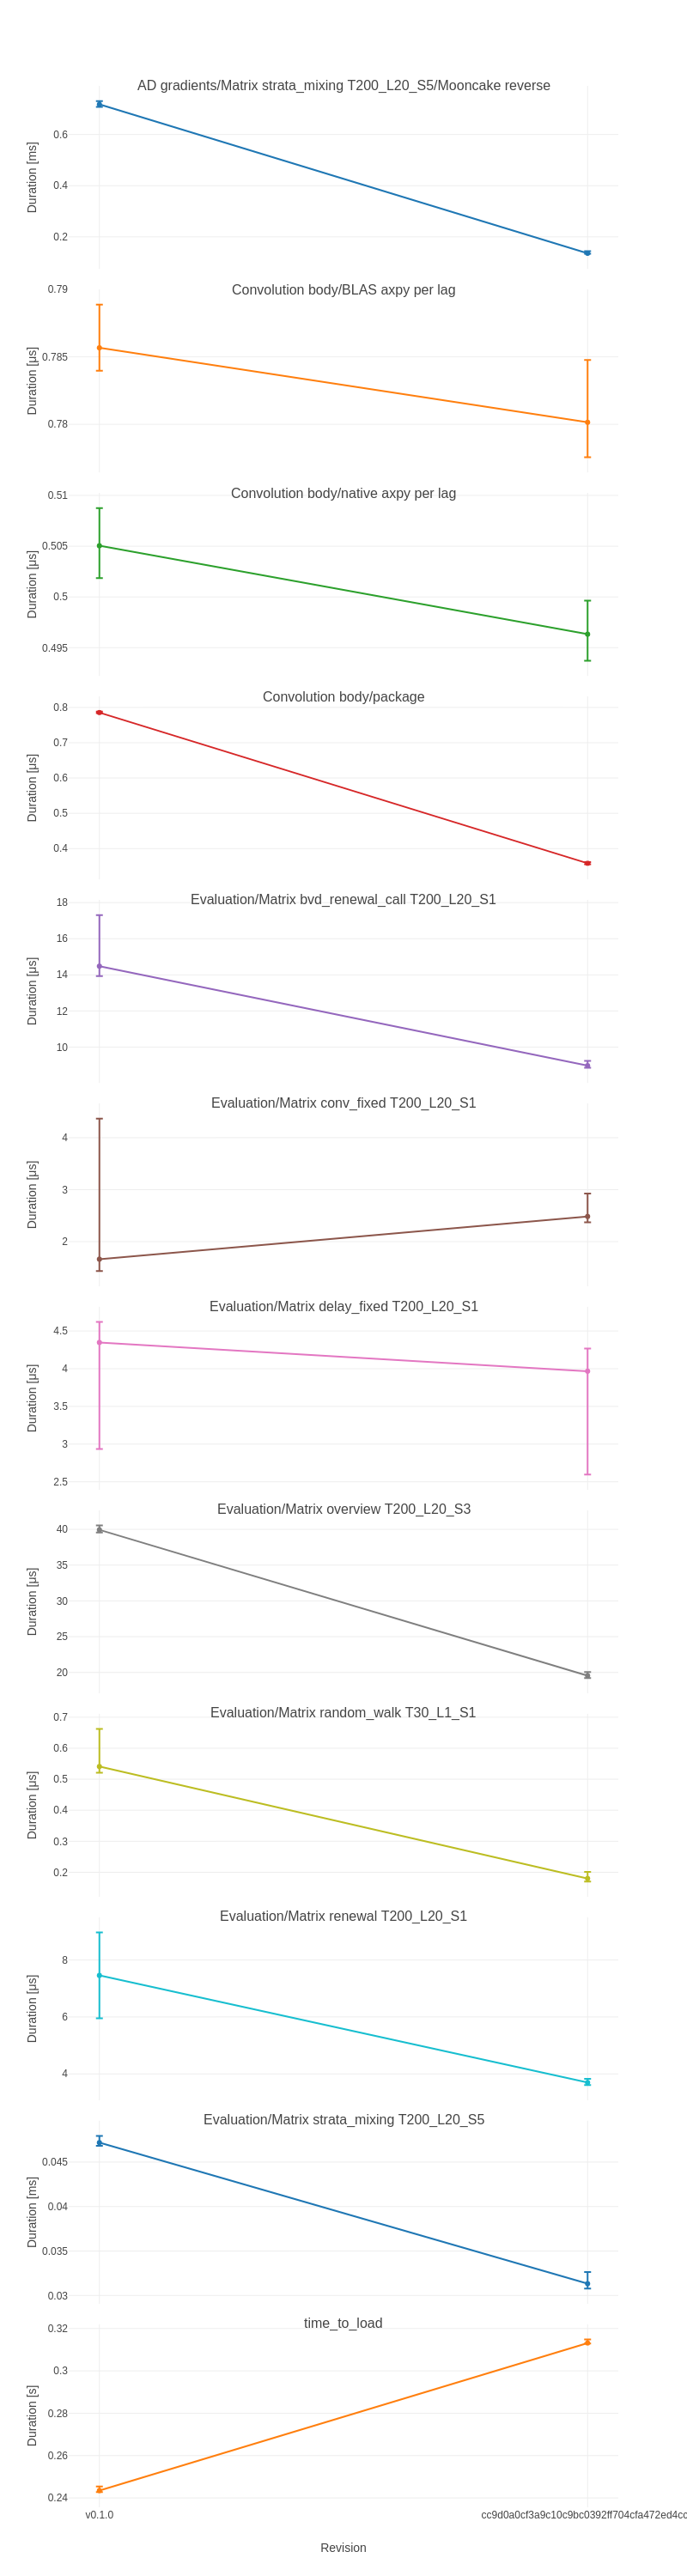 AD gradients/Matrix strata_mixing T200_L20_S5/Mooncake reverse
Duration [ms]
0.6
0.4
0.2
Convolution body/BLAS axpy per lag
Duration [μs]
0.79
0.785
0.78
Convolution body/native axpy per lag
Duration [μs]
0.51
0.505
0.5
0.495
Convolution body/package
Duration [μs]
0.8
0.7
0.6
0.5
0.4
Evaluation/Matrix bvd_renewal_call T200_L20_S1
Duration [μs]
18
16
14
12
10
Evaluation/Matrix conv_fixed T200_L20_S1
Duration [μs]
4
3
2
Evaluation/Matrix delay_fixed T200_L20_S1
Duration [μs]
4.5
4
3.5
3
2.5
Evaluation/Matrix overview T200_L20_S3
Duration [μs]
40
35
30
25
20
Evaluation/Matrix random_walk T30_L1_S1
Duration [μs]
0.7
0.6
0.5
0.4
0.3
0.2
Evaluation/Matrix renewal T200_L20_S1
Duration [μs]
8
6
4
Evaluation/Matrix strata_mixing T200_L20_S5
Duration [ms]
0.045
0.04
0.035
0.03
time_to_load
Duration [s]
0.32
0.3
0.28
0.26
0.24
v0.1.0
cc9d0a0cf3a9c10c9bc0392ff704cfa472ed4cc
Revision